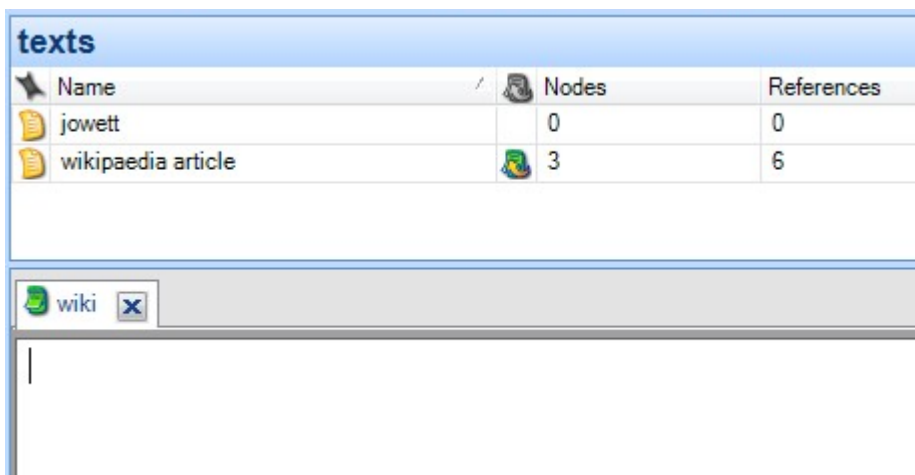 texts
Name Nodes References
jowett 0 0
wikipaedia article 3 6
wiki